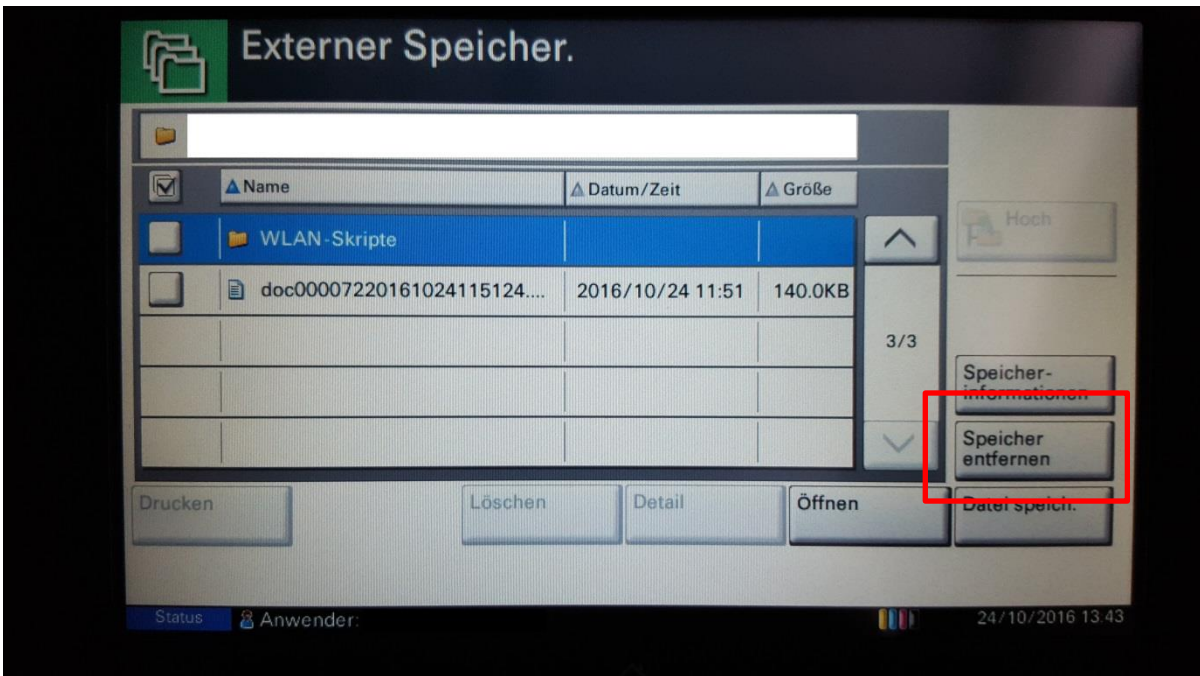 Externer Speicher.
Name
Datum/Zeit
Größe
WLAN-Skripte
Hoch
doc00007220161024115124....
2016/10/24 11:51
140.0KB
3/3
Speicher-
informationen
Speicher
entfernen
Drucken
Löschen
Detail
Öffnen
Datei speich.
Status
Anwender:
24/10/2016 13:43